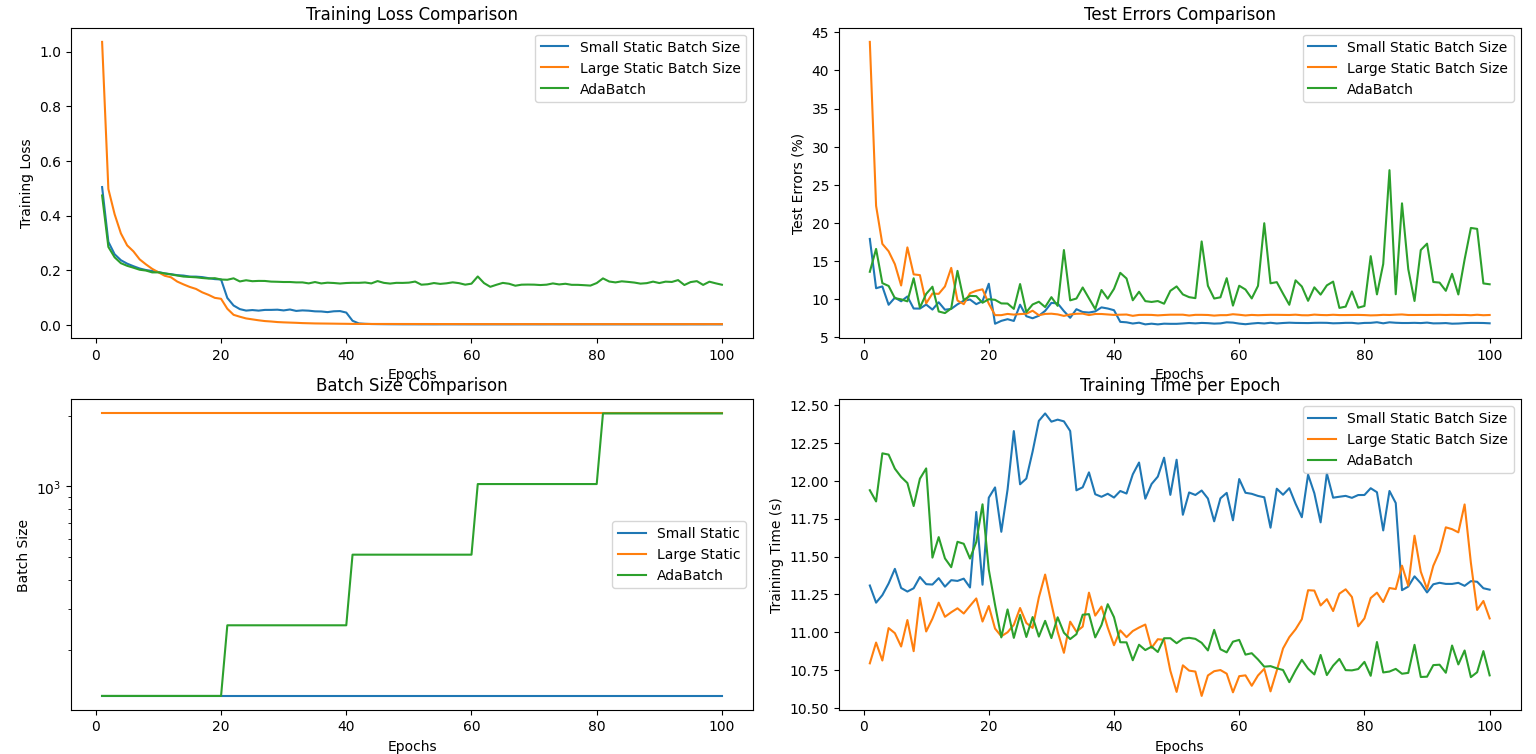 Training Loss Comparison
Training Loss
1.0
0.8
0.6
0.4
0.2
0.0
0 20 40 60 80 100
Epochs
Small Static Batch Size
Large Static Batch Size
AdaBatch
Test Errors Comparison
Test Errors (%)
45
40
35
30
25
20
15
10
5
0 20 40 60 80 100
Epochs
Small Static Batch Size
Large Static Batch Size
AdaBatch
Batch Size Comparison
Batch Size
10³
0 20 40 60 80 100
Epochs
Small Static
Large Static
AdaBatch
Training Time per Epoch
Training Time (s)
12.50
12.25
12.00
11.75
11.50
11.25
11.00
10.75
10.50
0 20 40 60 80 100
Epochs
Small Static Batch Size
Large Static Batch Size
AdaBatch